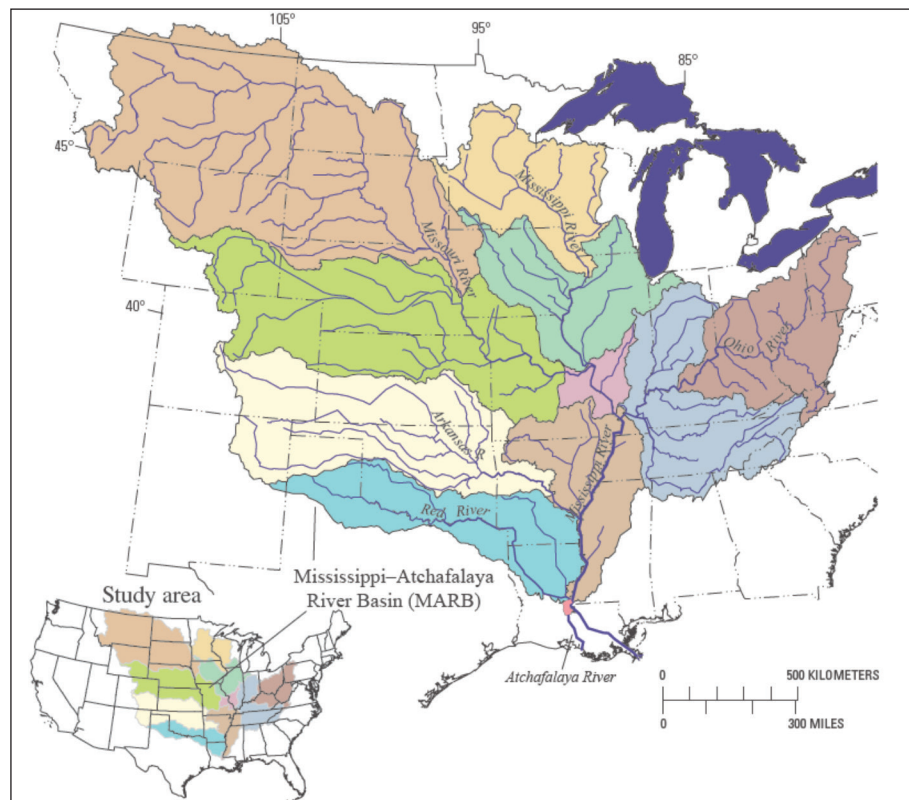 105°
95°
85°
45°
Mississippi
River
Missouri River
40°
Ohio River
Arkansas R
Mississippi River
Red River
Mississippi–Atchafalaya
River Basin (MARB)
Study area
Atchafalaya River
0 500 KILOMETERS
0 300 MILES